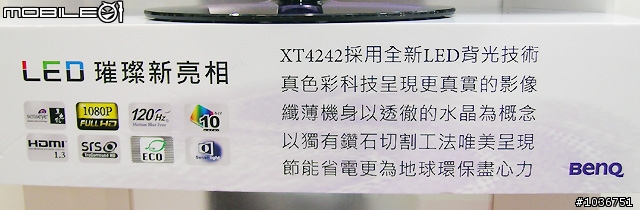 MOBILE01
LED 璀璨新亮相
XT4242採用全新LED背光技術
真色彩科技呈現更真實的影像
纖薄機身以透徹的水晶為概念
以獨有鑽石切割工法唯美呈現
節能省電更為地球環保盡心力
1080P
FULL HD
120Hz
10
HDMI
1.3
SRS
TruSurround HD
ECO
BenQ
#1036751